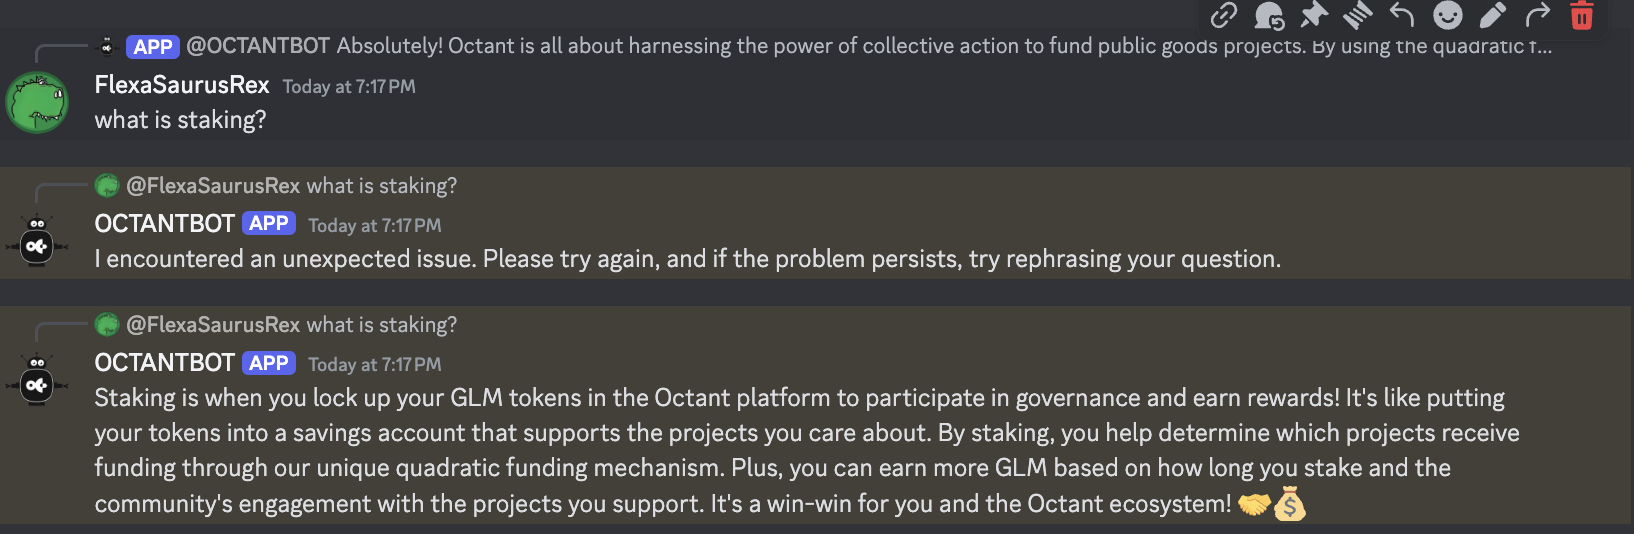 APP @OCTANTBOT Absolutely! Octant is all about harnessing the power of collective action to fund public goods projects. By using the quadratic f...
FlexaSaurusRex Today at 7:17 PM
what is staking?
@FlexaSaurusRex what is staking?
OCTANTBOT APP Today at 7:17 PM
I encountered an unexpected issue. Please try again, and if the problem persists, try rephrasing your question.
@FlexaSaurusRex what is staking?
OCTANTBOT APP Today at 7:17 PM
Staking is when you lock up your GLM tokens in the Octant platform to participate in governance and earn rewards! It's like putting
your tokens into a savings account that supports the projects you care about. By staking, you help determine which projects receive
funding through our unique quadratic funding mechanism. Plus, you can earn more GLM based on how long you stake and the
community's engagement with the projects you support. It's a win-win for you and the Octant ecosystem! 🤝💰